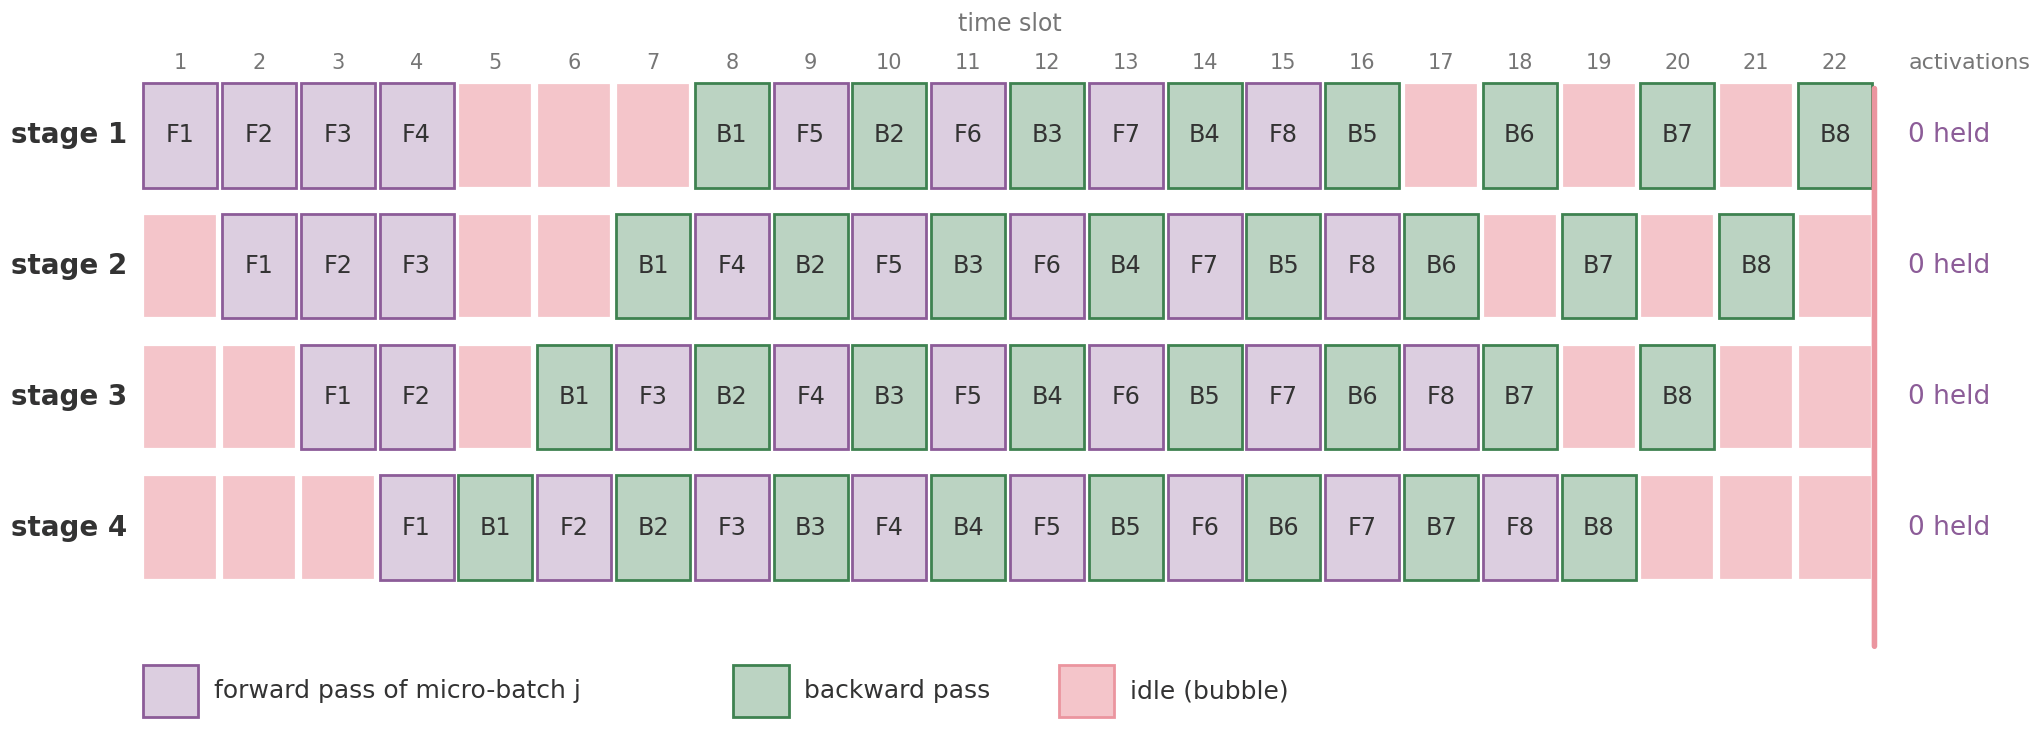 time slot
1 2 3 4 5 6 7 8 9 10 11 12 13 14 15 16 17 18 19 20 21 22 activations
stage 1 F1 F2 F3 F4 B1 F5 B2 F6 B3 F7 B4 F8 B5 B6 B7 B8 0 held
stage 2 F1 F2 F3 B1 F4 B2 F5 B3 F6 B4 F7 B5 F8 B6 B7 B8 0 held
stage 3 F1 F2 B1 F3 B2 F4 B3 F5 B4 F6 B5 F7 B6 F8 B7 B8 0 held
stage 4 F1 B1 F2 B2 F3 B3 F4 B4 F5 B5 F6 B6 F7 B7 F8 B8 0 held
forward pass of micro-batch j backward pass idle (bubble)